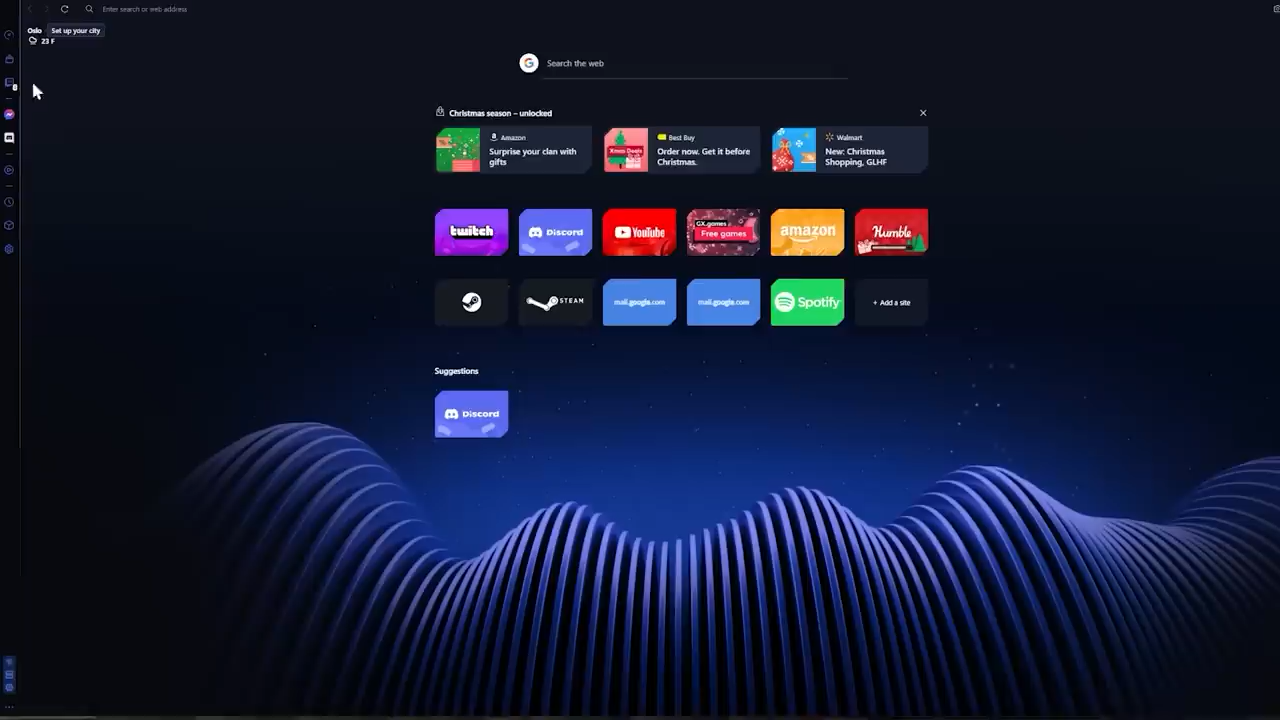 Enter search or web address
Oslo
Set up your city
23 F
Search the web
Christmas season – unlocked
Amazon
Surprise your clan with
gifts
Best Buy
Order now. Get it before
Christmas.
Xmas Deals
Walmart
New: Christmas
Shopping, GLHF
twitch
Discord
YouTube
GX.games
Free games
amazon
Humble
STEAM
mail.google.com
mail.google.com
Spotify
+ Add a site
Suggestions
Discord